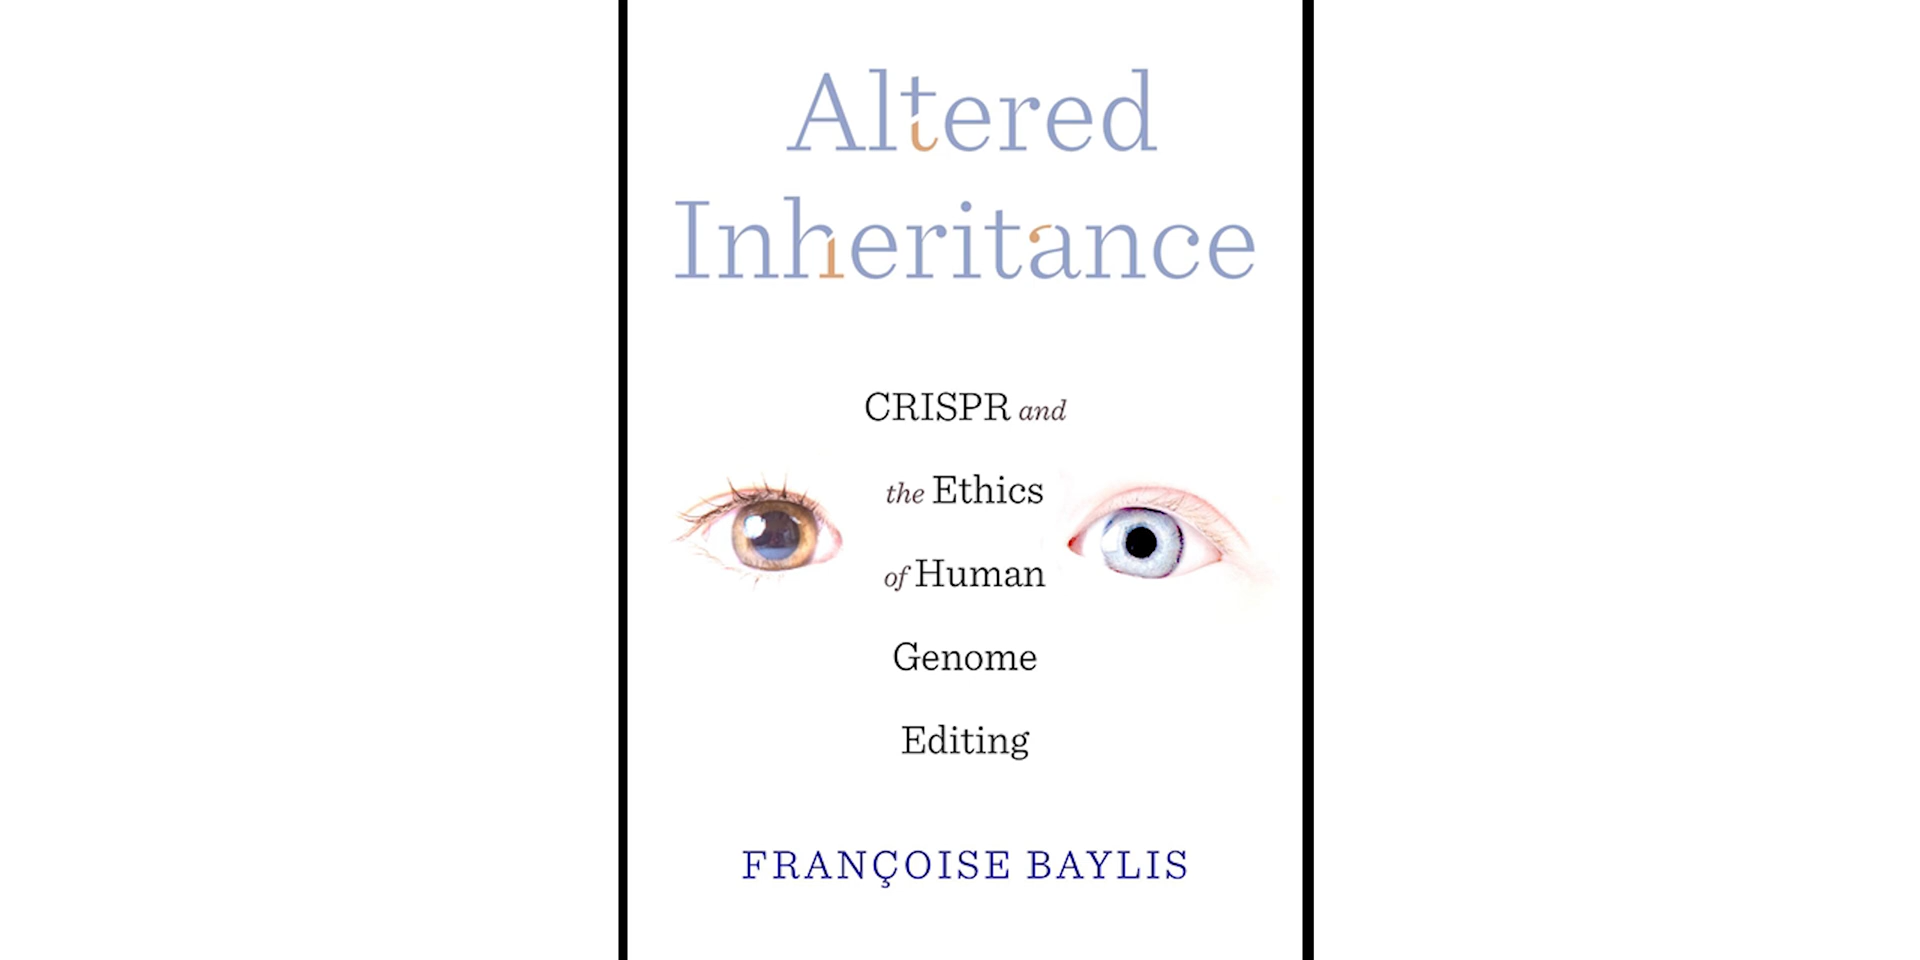 Altered
Inheritance
CRISPR and
the Ethics
of Human
Genome
Editing
FRANÇOISE BAYLIS